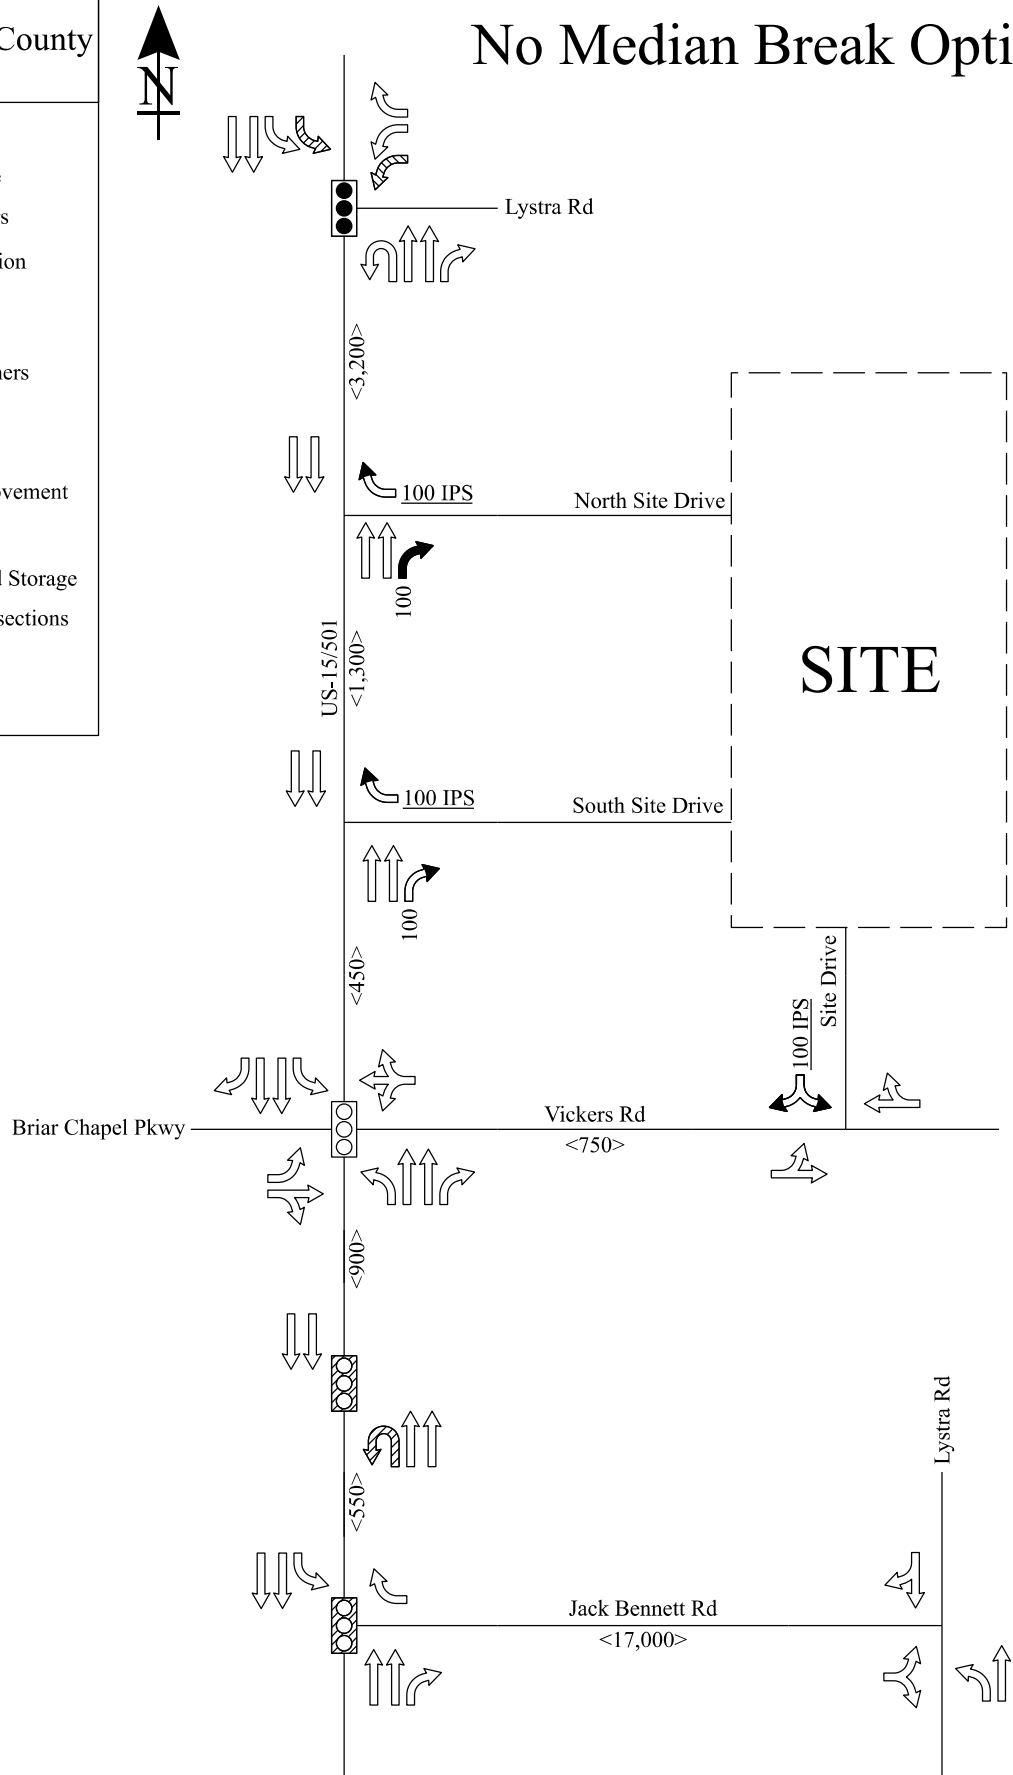 County
No Median Break Opti
N
Lystra Rd
ion
<3,200>
ovement
100 IPS
North Site Drive
d Storage
100
sections
US-15/501
<1,300>
SITE
100 IPS
South Site Drive
100
<450>
Site Drive
100 IPS
Briar Chapel Pkwy
Vickers Rd
<750>
<900>
Lystra Rd
<550>
Jack Bennett Rd
<17,000>